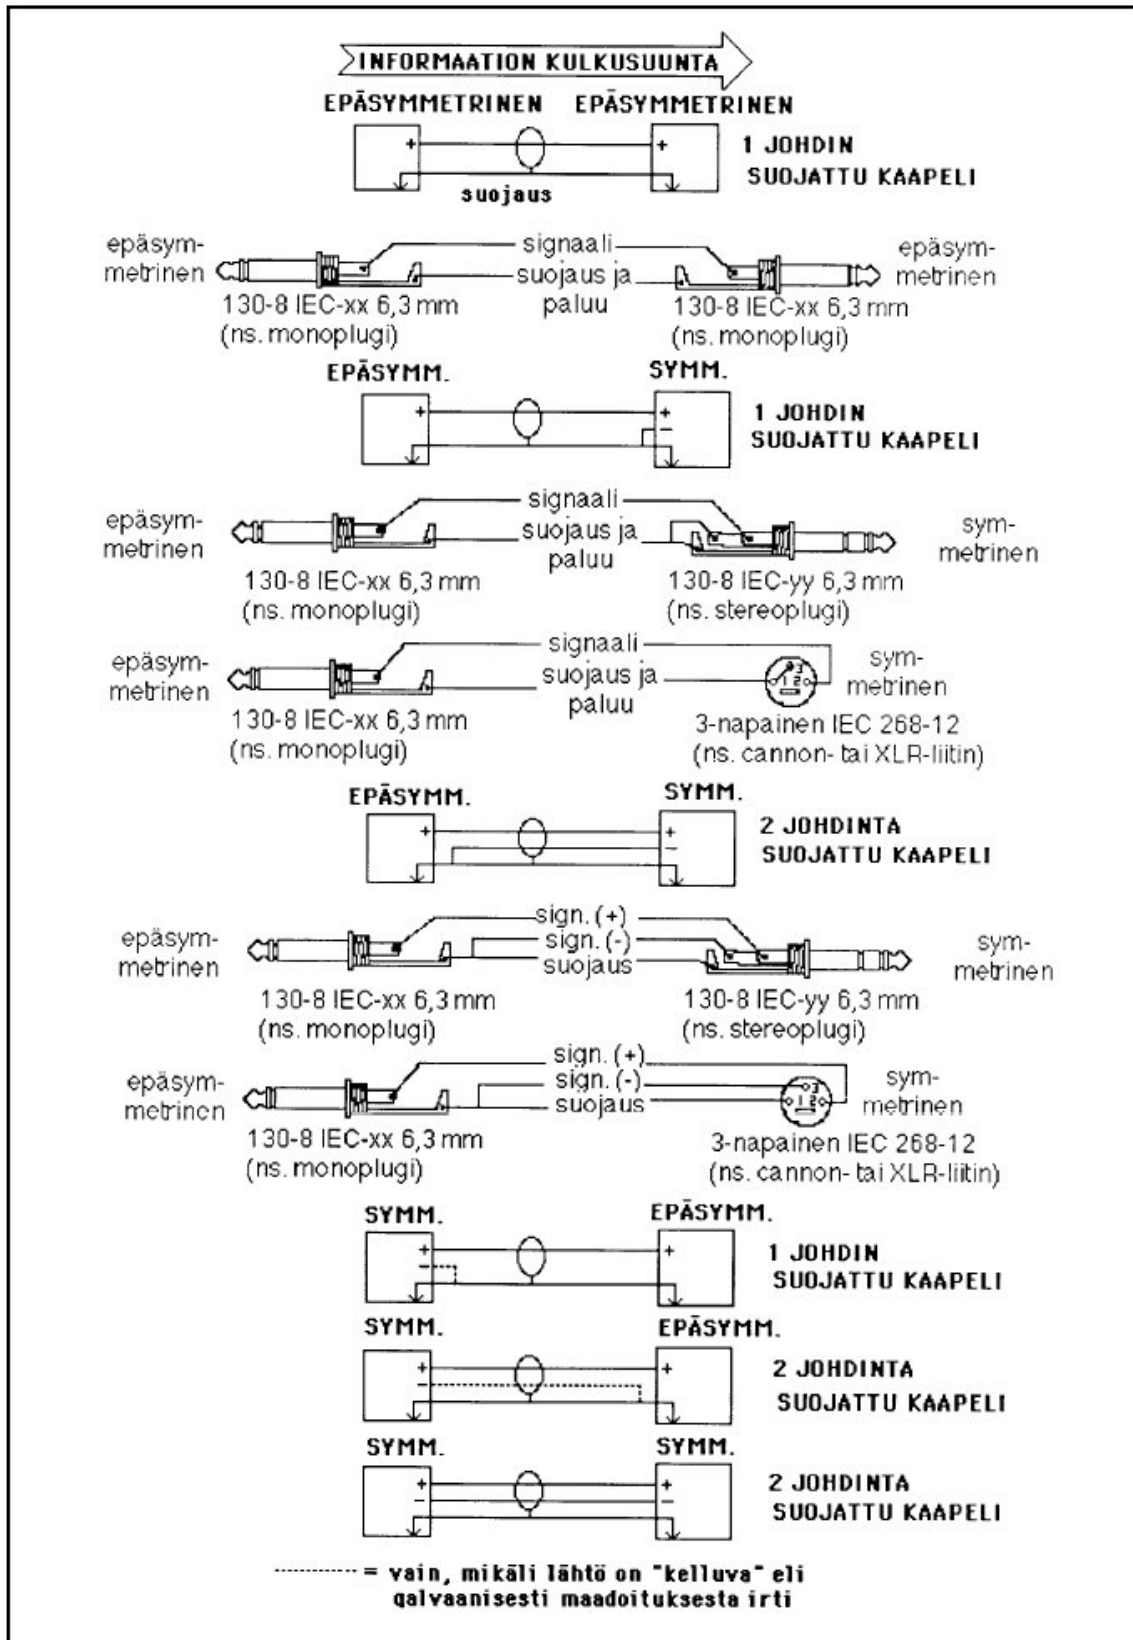 INFORMAATION KULKUSUUNTA
EPÄSYMMETRINEN EPÄSYMMETRINEN
+ + 1 JOHDIN
SUOJATTU KAAPELI
suojaus
epäsym-
metrinen
signaali
suojaus ja
paluu
epäsym-
metrinen
130-8 IEC-xx 6,3 mm
(ns. monoplugi)
130-8 IEC-xx 6,3 mm
(ns. monoplugi)
EPÄSYMM. SYMM.
+ + 1 JOHDIN
− SUOJATTU KAAPELI
epäsym-
metrinen
signaali
suojaus ja
paluu
sym-
metrinen
130-8 IEC-xx 6,3 mm
(ns. monoplugi)
130-8 IEC-yy 6,3 mm
(ns. stereoplugi)
epäsym-
metrinen
signaali
suojaus ja
paluu
3
1 2
sym-
metrinen
130-8 IEC-xx 6,3 mm
(ns. monoplugi)
3-napainen IEC 268-12
(ns. cannon- tai XLR-liitin)
EPÄSYMM. SYMM.
+ + 2 JOHDINTA
− SUOJATTU KAAPELI
epäsym-
metrinen
sign. (+)
sign. (-)
suojaus
sym-
metrinen
130-8 IEC-xx 6,3 mm
(ns. monoplugi)
130-8 IEC-yy 6,3 mm
(ns. stereoplugi)
epäsym-
metrinen
sign. (+)
sign. (-)
suojaus
3
1 2
sym-
metrinen
130-8 IEC-xx 6,3 mm
(ns. monoplugi)
3-napainen IEC 268-12
(ns. cannon- tai XLR-liitin)
SYMM. EPÄSYMM.
+ + 1 JOHDIN
− SUOJATTU KAAPELI
SYMM. EPÄSYMM.
+ + 2 JOHDINTA
− SUOJATTU KAAPELI
SYMM. SYMM.
+ + 2 JOHDINTA
− − SUOJATTU KAAPELI
---------- = vain, mikäli lähtö on "kelluva" eli
galvaanisesti maadoituksesta irti